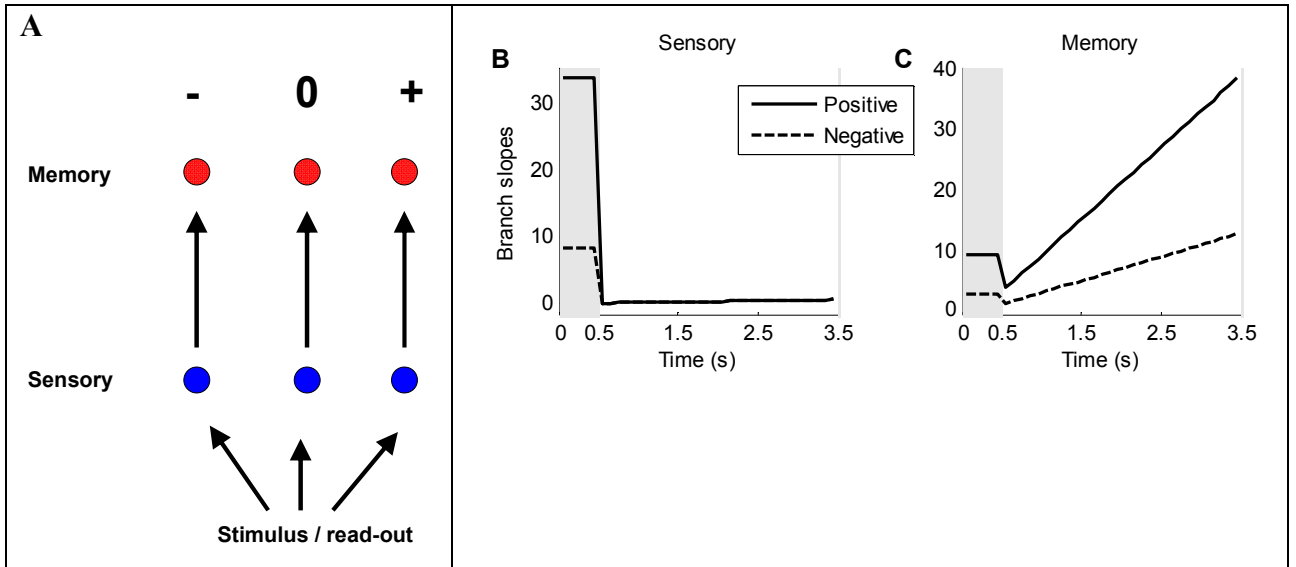 A
- 0 +
Memory
Sensory
Stimulus / read-out
B
Sensory
Branch slopes
30
20
10
0
0 0.5 1.5 2.5 3.5
Time (s)
Positive
Negative
C
Memory
40
30
20
10
0
0 0.5 1.5 2.5 3.5
Time (s)